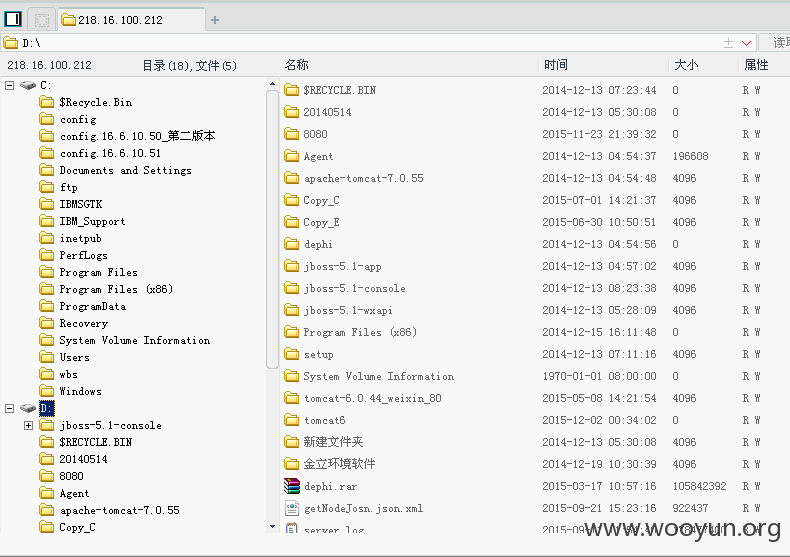 218.16.100.212
D:\
读取
218.16.100.212 目录(18),文件(5) 名称 时间 大小 属性
C:
$Recycle.Bin
config
config.16.6.10.50_第二版本
config.16.6.10.51
Documents and Settings
ftp
IBMSGTK
IBM_Support
inetpub
PerfLogs
Program Files
Program Files (x86)
ProgramData
Recovery
System Volume Information
Users
wbs
Windows
D:
jboss-5.1-console
$RECYCLE.BIN
20140514
8080
Agent
apache-tomcat-7.0.55
Copy_C
$RECYCLE.BIN 2014-12-13 07:23:44 0 R W
20140514 2014-12-13 05:30:08 0 R W
8080 2015-11-23 21:39:32 0 R W
Agent 2014-12-13 04:54:37 196608 R W
apache-tomcat-7.0.55 2014-12-13 04:54:48 4096 R W
Copy_C 2015-07-01 14:21:37 4096 R W
Copy_E 2015-06-30 10:50:51 4096 R W
dephi 2014-12-13 04:54:56 0 R W
jboss-5.1-app 2014-12-13 04:57:02 4096 R W
jboss-5.1-console 2014-12-13 08:23:38 4096 R W
jboss-5.1-wxapi 2014-12-13 05:28:09 4096 R W
Program Files (x86) 2014-12-15 16:11:48 0 R W
setup 2014-12-13 07:11:16 4096 R W
System Volume Information 1970-01-01 08:00:00 0 R W
tomcat-6.0.44_weixin_80 2015-05-08 14:21:54 4096 R W
tomcat6 2015-12-02 00:34:02 0 R W
新建文件夹 2014-12-13 05:30:08 4096 R W
金立环境软件 2014-12-19 10:30:39 4096 R W
dephi.rar 2015-03-17 10:57:16 105842392 R W
getNodeJosn.json.xml 2015-09-21 15:23:16 922437 R W
server.log R W
www.wooyun.org